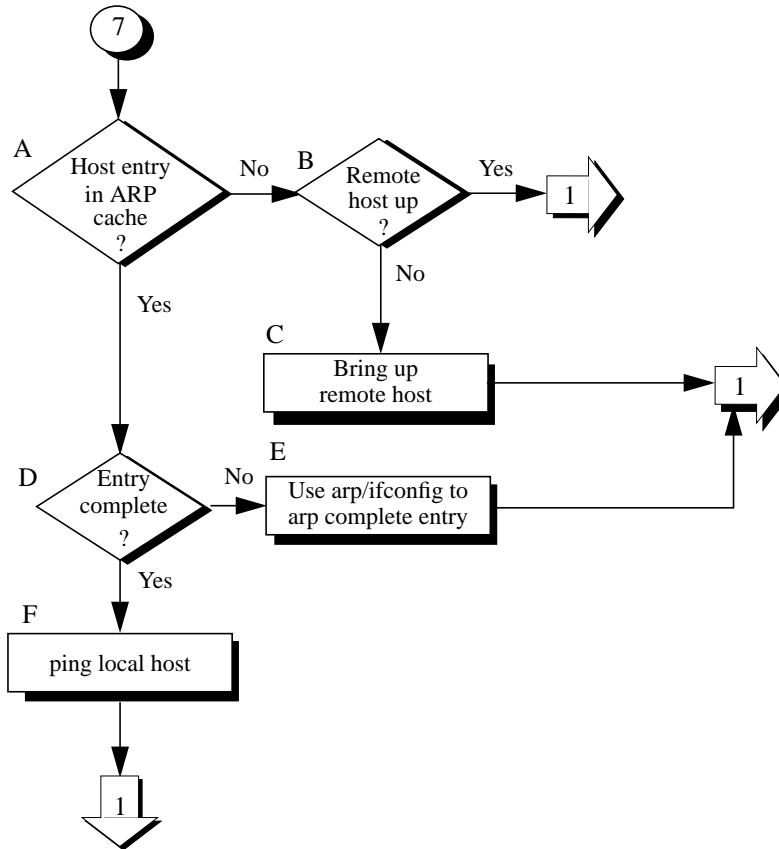 7
A
Host entry
in ARP
cache
?
No
B
Remote
host up
?
Yes
1
No
Yes
C
Bring up
remote host
1
D
Entry
complete
?
No
E
Use arp/ifconfig to
arp complete entry
Yes
F
ping local host
1